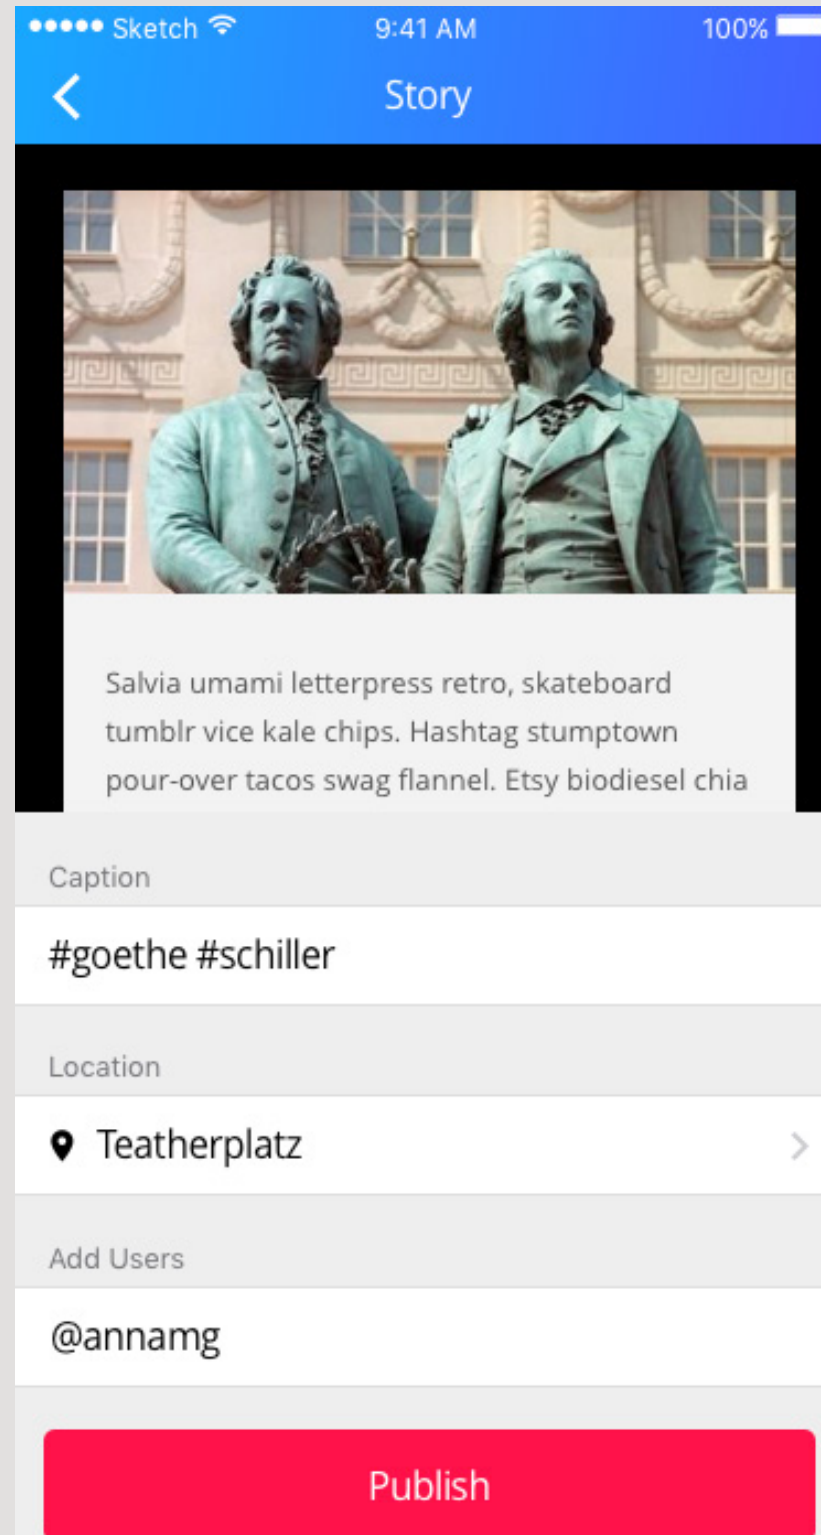 Sketch 9:41 AM 100%
Story
Salvia umami letterpress retro, skateboard
tumblr vice kale chips. Hashtag stumptown
pour-over tacos swag flannel. Etsy biodiesel chia
Caption
#goethe #schiller
Location
Teatherplatz
Add Users
@annamg
Publish